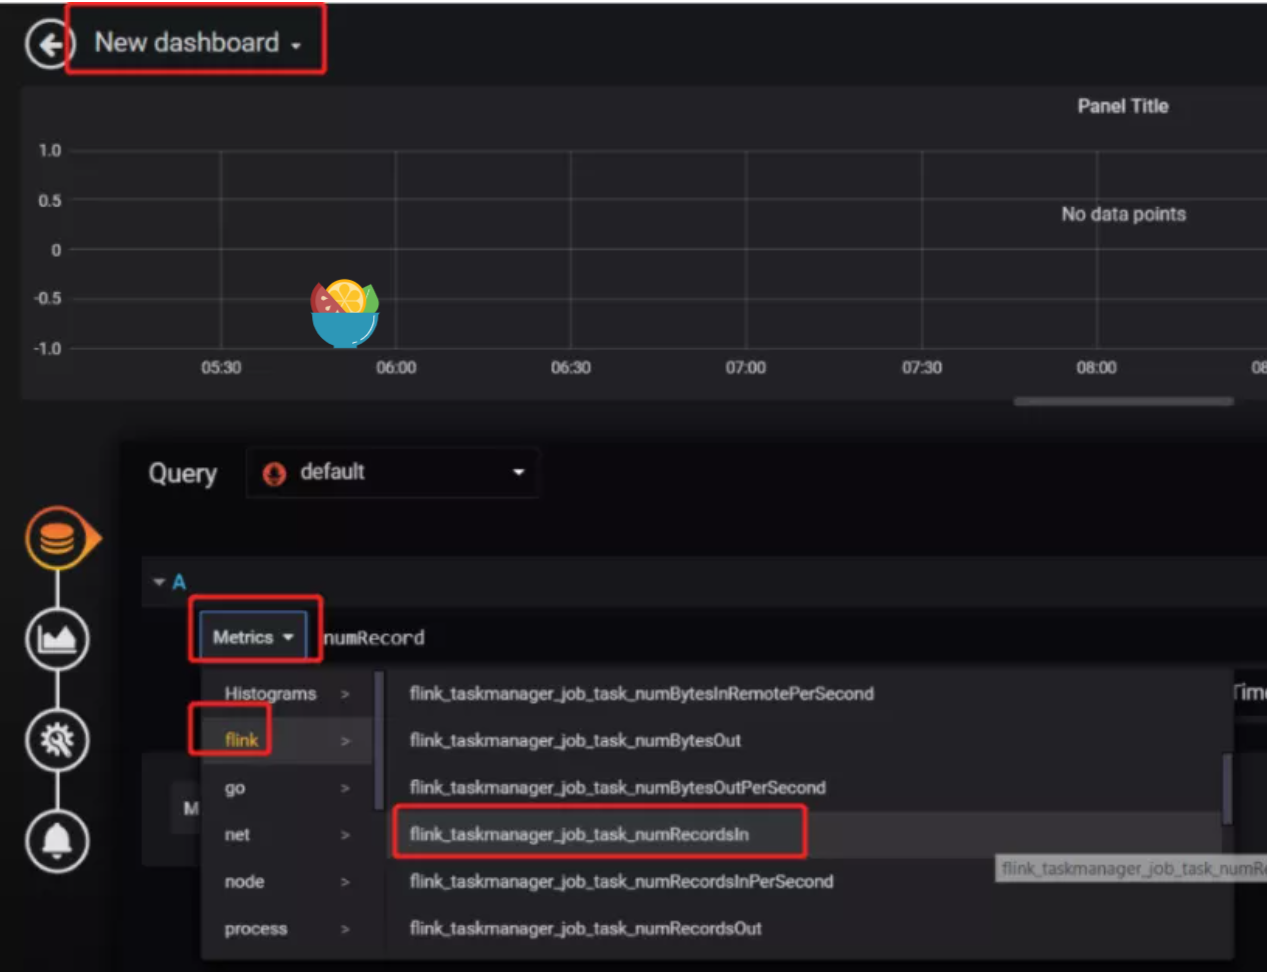 New dashboard
Panel Title
1.0
0.5
No data points
0
-0.5
-1.0
05:30 06:00 06:30 07:00 07:30 08:00 08
Query default
A
Metrics numRecord
Histograms > flink_taskmanager_job_task_numBytesInRemotePerSecond
flink > flink_taskmanager_job_task_numBytesOut
go > flink_taskmanager_job_task_numBytesOutPerSecond
M
net > flink_taskmanager_job_task_numRecordsIn
flink_taskmanager_job_task_numRe
node > flink_taskmanager_job_task_numRecordsInPerSecond
process > flink_taskmanager_job_task_numRecordsOut